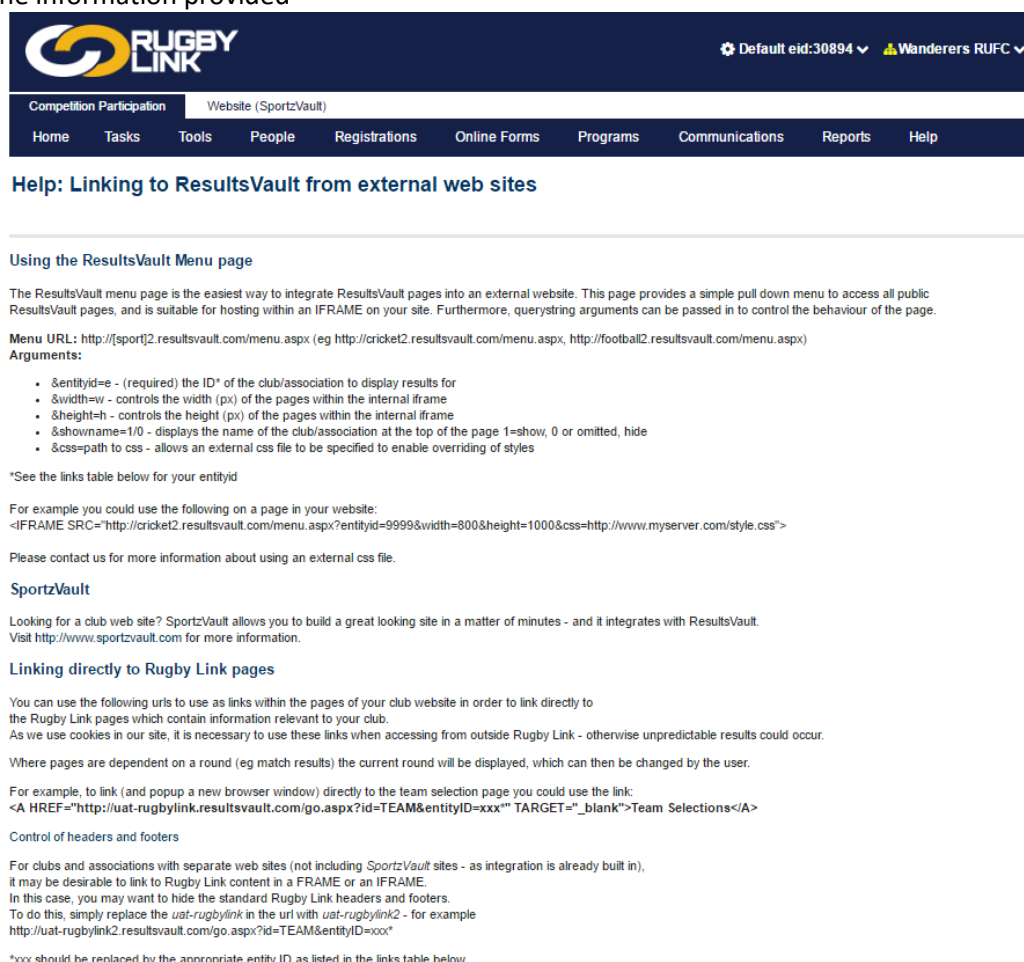 the information provided
RUGBY LINK
Default eid:30894 Wanderers RUFC
Competition Participation Website (SportzVault)
Home Tasks Tools People Registrations Online Forms Programs Communications Reports Help
Help: Linking to ResultsVault from external web sites
Using the ResultsVault Menu page
The ResultsVault menu page is the easiest way to integrate ResultsVault pages into an external website. This page provides a simple pull down menu to access all public
ResultsVault pages, and is suitable for hosting within an IFRAME on your site. Furthermore, querystring arguments can be passed in to control the behaviour of the page.
Menu URL: http://[sport]2.resultsvault.com/menu.aspx (eg http://cricket2.resultsvault.com/menu.aspx, http://football2.resultsvault.com/menu.aspx)
Arguments:
• &entityid=e - (required) the ID* of the club/association to display results for
• &width=w - controls the width (px) of the pages within the internal iframe
• &height=h - controls the height (px) of the pages within the internal iframe
• &showname=1/0 - displays the name of the club/association at the top of the page 1=show, 0 or omitted, hide
• &css=path to css - allows an external css file to be specified to enable overriding of styles
*See the links table below for your entityid
For example you could use the following on a page in your website:
<IFRAME SRC="http://cricket2.resultsvault.com/menu.aspx?entityid=9999&width=800&height=1000&css=http://www.myserver.com/style.css">
Please contact us for more information about using an external css file.
SportzVault
Looking for a club web site? SportzVault allows you to build a great looking site in a matter of minutes - and it integrates with ResultsVault.
Visit http://www.sportzvault.com for more information.
Linking directly to Rugby Link pages
You can use the following urls to use as links within the pages of your club website in order to link directly to
the Rugby Link pages which contain information relevant to your club.
As we use cookies in our site, it is necessary to use these links when accessing from outside Rugby Link - otherwise unpredictable results could occur.
Where pages are dependent on a round (eg match results) the current round will be displayed, which can then be changed by the user.
For example, to link (and popup a new browser window) directly to the team selection page you could use the link:
<A HREF="http://uat-rugbylink.resultsvault.com/go.aspx?id=TEAM&entityID=xxx*" TARGET="_blank">Team Selections</A>
Control of headers and footers
For clubs and associations with separate web sites (not including SportzVault sites - as integration is already built in),
it may be desirable to link to Rugby Link content in a FRAME or an IFRAME.
In this case, you may want to hide the standard Rugby Link headers and footers.
To do this, simply replace the uat-rugbylink in the url with uat-rugbylink2 - for example
http://uat-rugbylink2.resultsvault.com/go.aspx?id=TEAM&entityID=xxx*
*xxx should be replaced by the appropriate entity ID as listed in the links table below